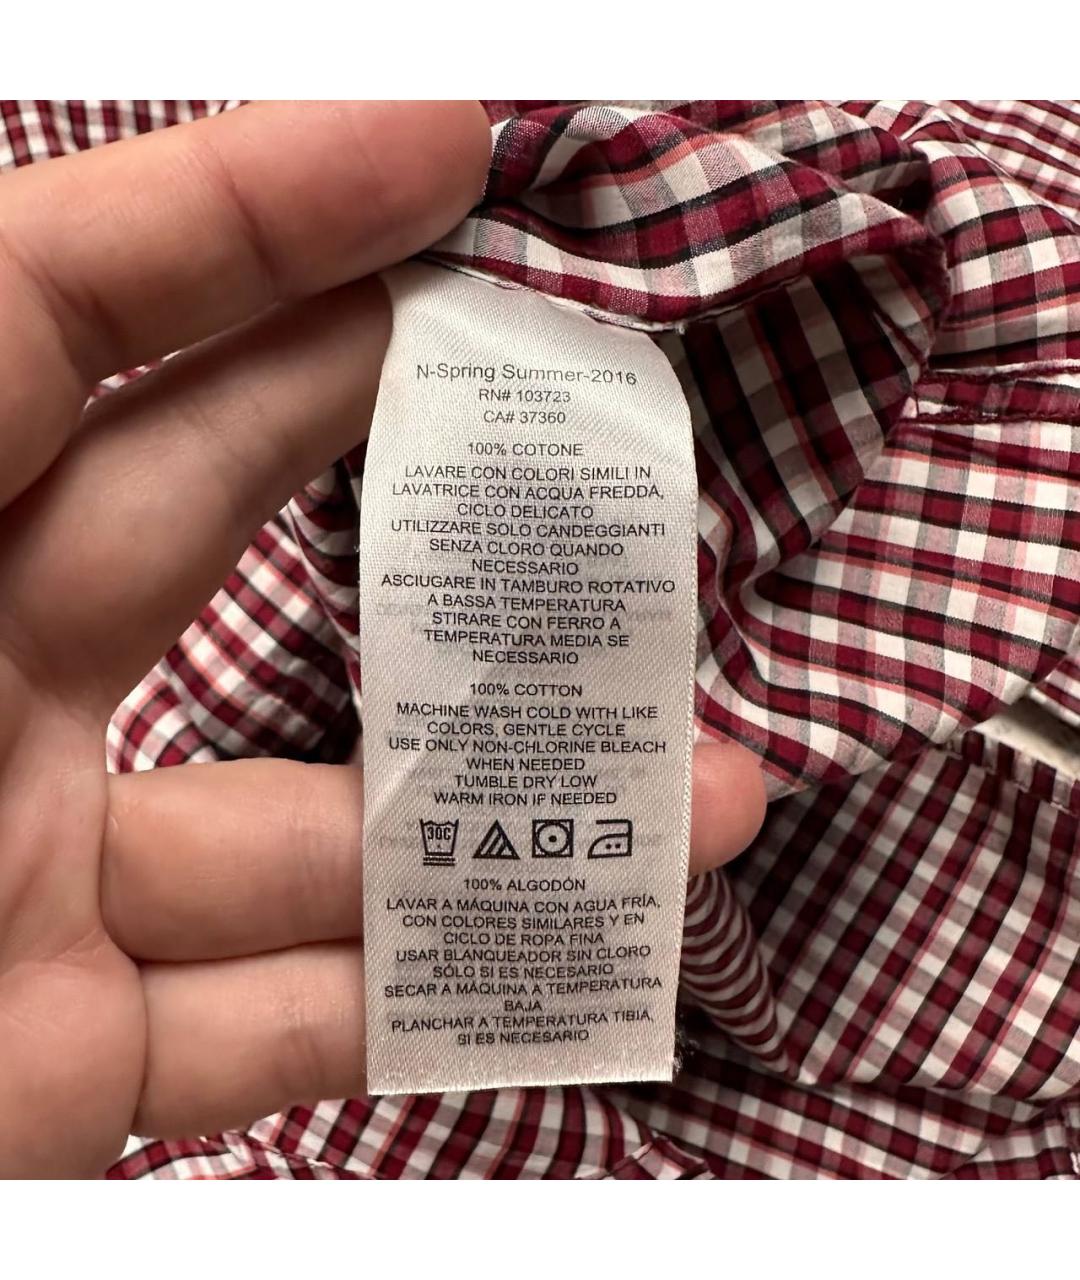 N-Spring Summer-2016
RN# 103723
CA# 37360
100% COTONE
LAVARE CON COLORI SIMILI IN
LAVATRICE CON ACQUA FREDDA,
CICLO DELICATO
UTILIZZARE SOLO CANDEGGIANTI
SENZA CLORO QUANDO
NECESSARIO
ASCIUGARE IN TAMBURO ROTATIVO
A BASSA TEMPERATURA
STIRARE CON FERRO A
TEMPERATURA MEDIA SE
NECESSARIO
100% COTTON
MACHINE WASH COLD WITH LIKE
COLORS, GENTLE CYCLE
USE ONLY NON-CHLORINE BLEACH
WHEN NEEDED
TUMBLE DRY LOW
WARM IRON IF NEEDED
30C
100% ALGODÓN
LAVAR A MÁQUINA CON AGUA FRÍA,
CON COLORES SIMILARES Y EN
CICLO DE ROPA FINA
USAR BLANQUEADOR SIN CLORO
SÓLO SI ES NECESARIO
SECAR A MÁQUINA A TEMPERATURA
BAJA
PLANCHAR A TEMPERATURA TIBIA,
SI ES NECESARIO